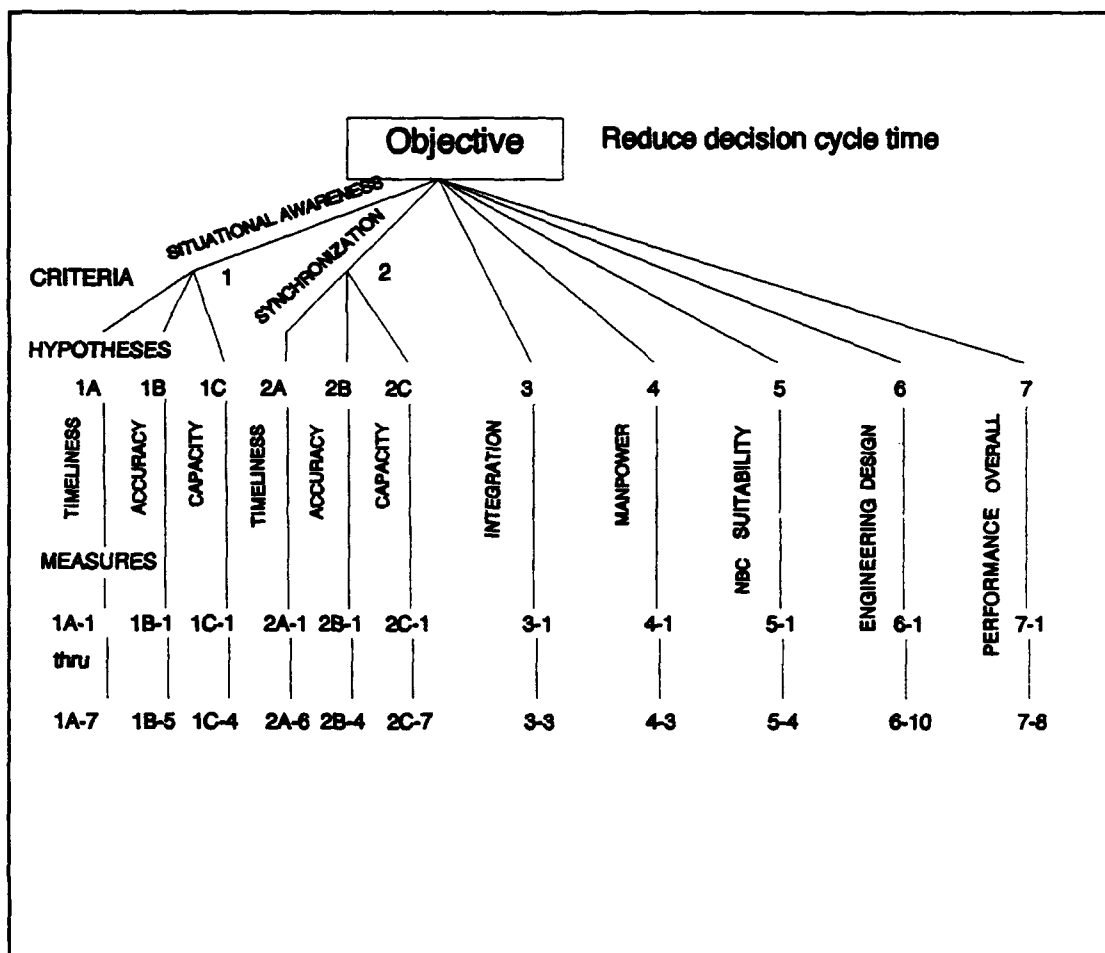 Objective
Reduce decision cycle time
SITUATIONAL AWARENESS
SYNCHRONIZATION
CRITERIA
1
2
HYPOTHESES
1A 1B 1C 2A 2B 2C 3 4 5 6 7
TIMELINESS
ACCURACY
CAPACITY
TIMELINESS
ACCURACY
CAPACITY
INTEGRATION
MANPOWER
NBC SUITABILITY
ENGINEERING DESIGN
PERFORMANCE OVERALL
MEASURES
1A-1 1B-1 1C-1 2A-1 2B-1 2C-1 3-1 4-1 5-1 6-1 7-1
thru
1A-7 1B-5 1C-4 2A-6 2B-4 2C-7 3-3 4-3 5-4 6-10 7-8